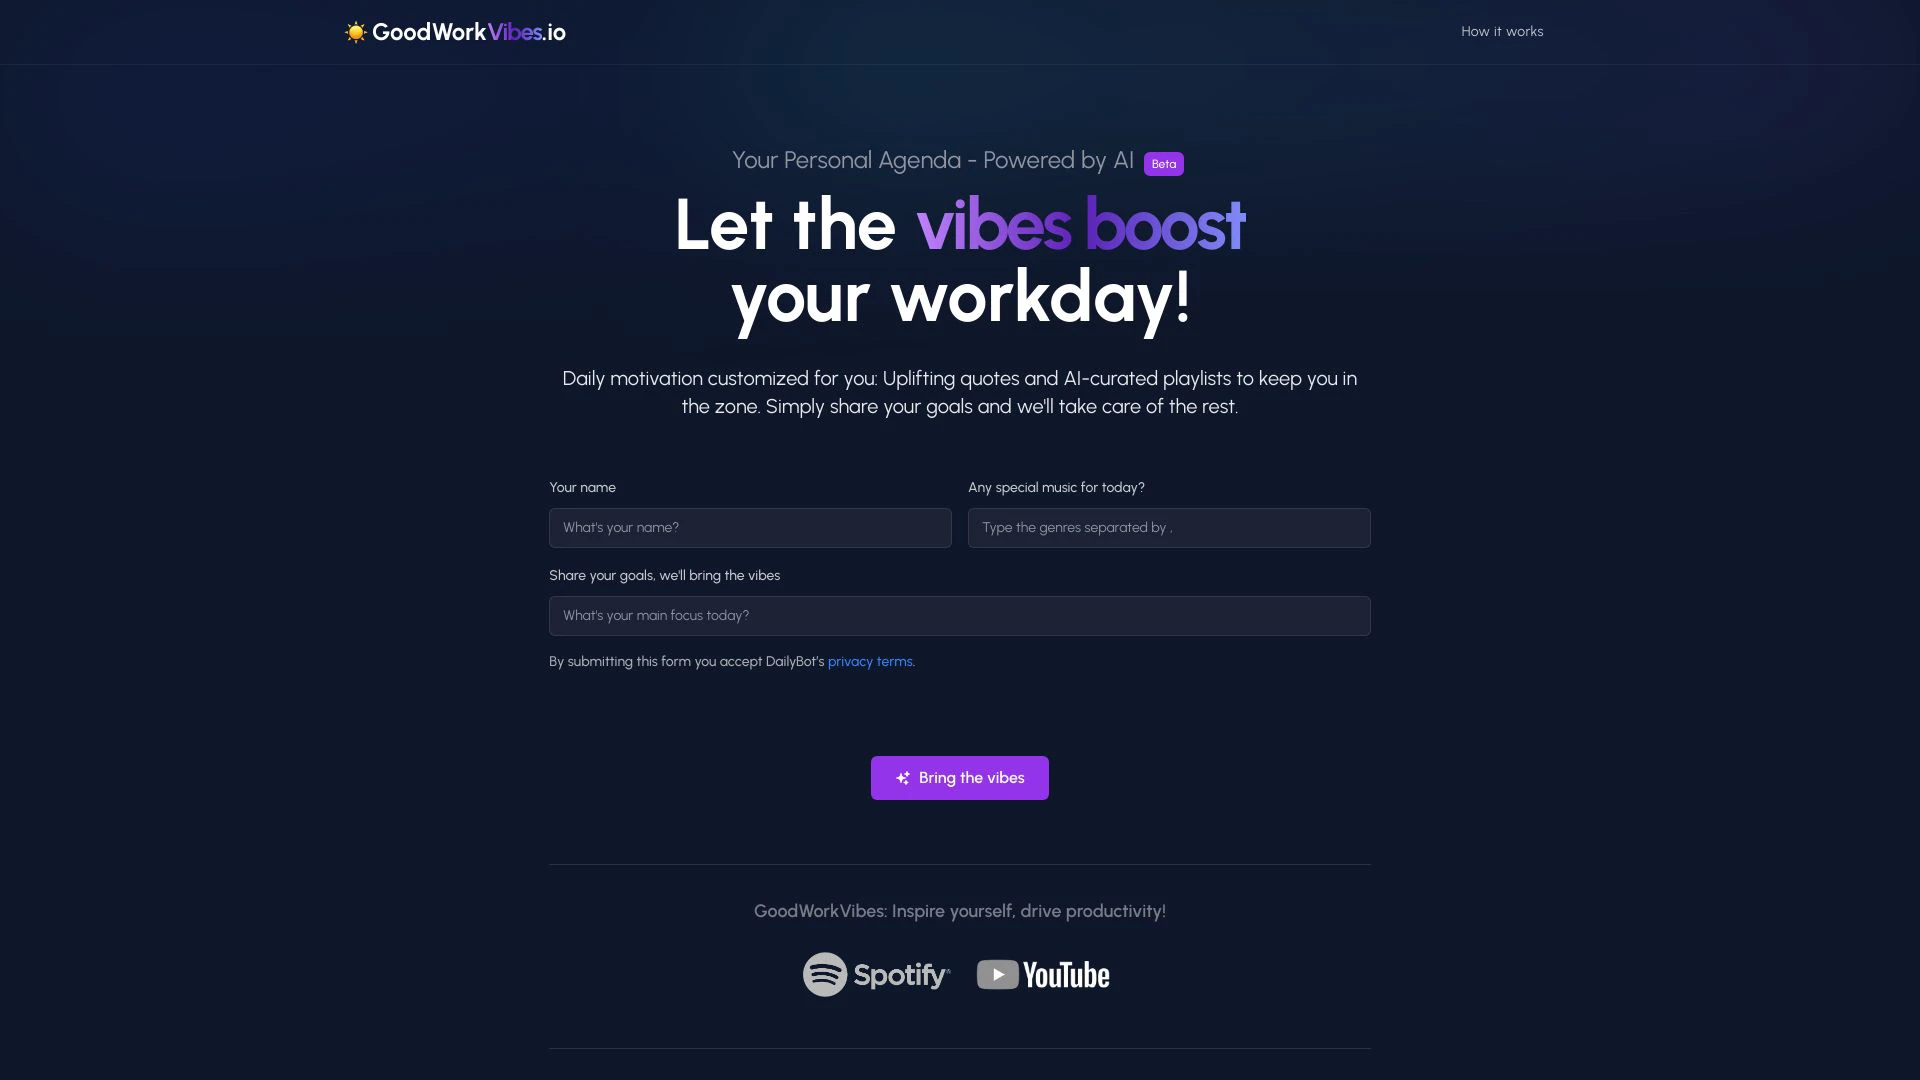 GoodWorkVibes.io
How it works
Your Personal Agenda - Powered by AI Beta
Let the vibes boost
your workday!
Daily motivation customized for you: Uplifting quotes and AI-curated playlists to keep you in
the zone. Simply share your goals and we'll take care of the rest.
Your name
Any special music for today?
What's your name?
Type the genres separated by ,
Share your goals, we'll bring the vibes
What's your main focus today?
By submitting this form you accept DailyBot's privacy terms.
Bring the vibes
GoodWorkVibes: Inspire yourself, drive productivity!
Spotify®
YouTube